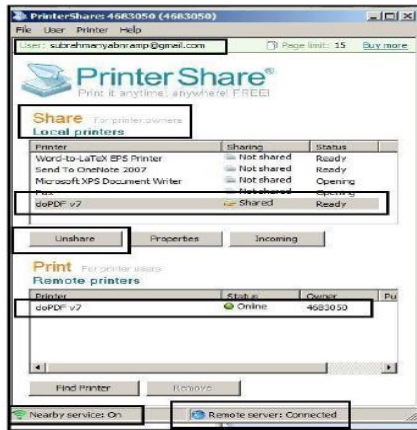 PrinterShare: 4683050 (4683050)
File User Printer Help
User: subrahmanyabnramp@gmail.com Page limit: 15 Buy more
PrinterShare®
Print it anytime, anywhere! FREE!
Share For printer owners
Local printers
Printer Sharing Status
Word-to-LaTeX EPS Printer Not shared Ready
Send To OneNote 2007 Not shared Ready
Microsoft XPS Document Writer Not shared Opening
Fax Not shared Opening
doPDF v7 Shared Ready
Unshare Properties Incoming
Print For printer users
Remote printers
Printer Status Owner Pu
doPDF v7 Online 4683050
Find Printer Remove
Nearby service: On Remote server: Connected